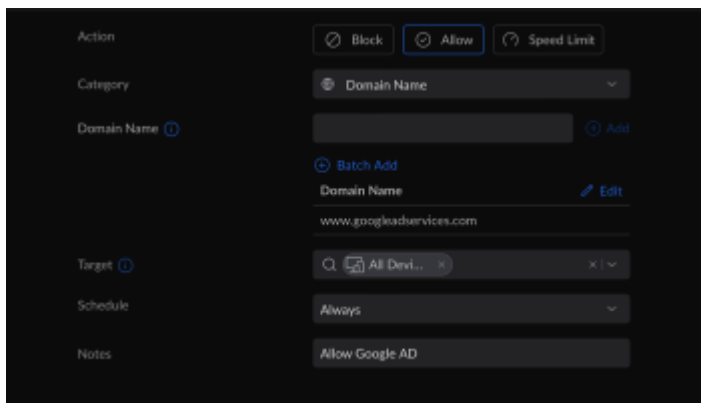 Action
Block
Allow
Speed Limit
Category
Domain Name
Domain Name
Add
Batch Add
Domain Name
Edit
www.googleadservices.com
Target
All Devi...
Schedule
Always
Notes
Allow Google AD